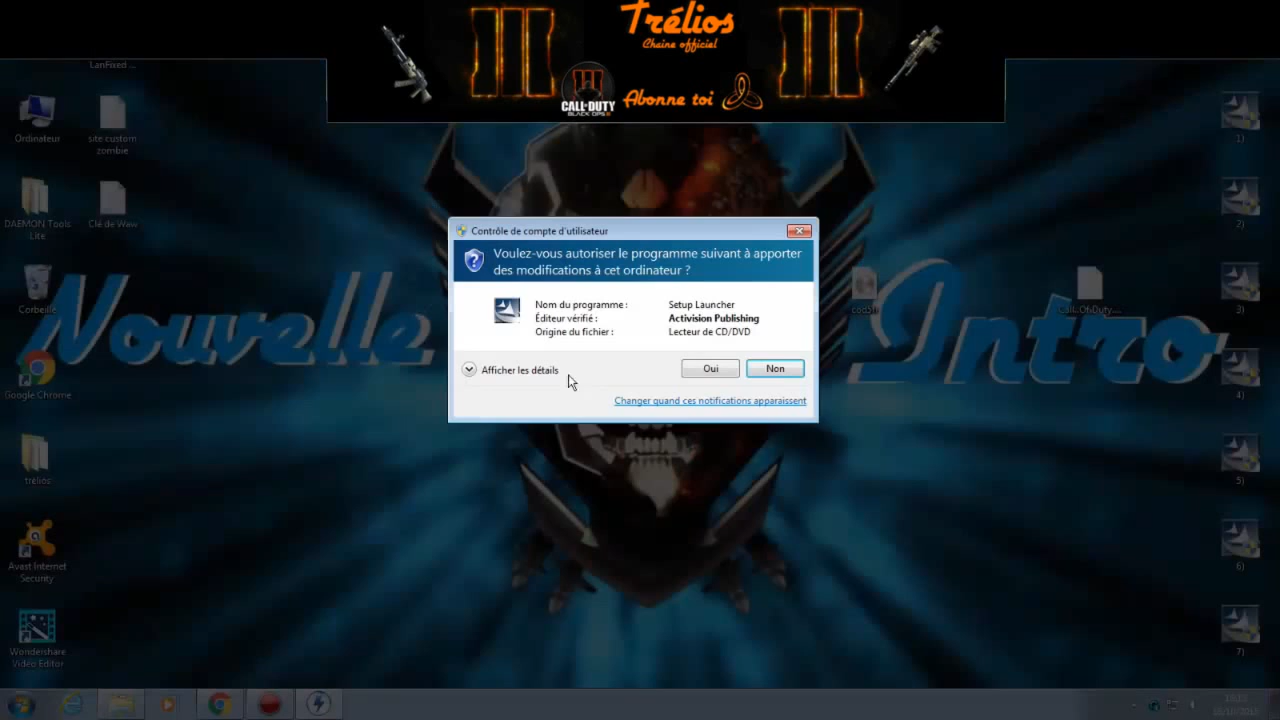 Trélios
Chaine officiel
CALL OF DUTY
BLACK OPS III
Abonne toi
LanFixed ...
Ordinateur
site custom
zombie
DAEMON Tools
Lite
Clé de Waw
Corbeille
Google Chrome
trelios
Avast Internet
Security
Wondershare
Video Editor
Nouvelle
Intro
Contrôle de compte d'utilisateur
Voulez-vous autoriser le programme suivant à apporter
des modifications à cet ordinateur ?
Nom du programme : Setup Launcher
Éditeur vérifié : Activision Publishing
Origine du fichier : Lecteur de CD/DVD
Afficher les détails
Oui
Non
Changer quand ces notifications apparaissent
1)
2)
3)
4)
5)
6)
7)